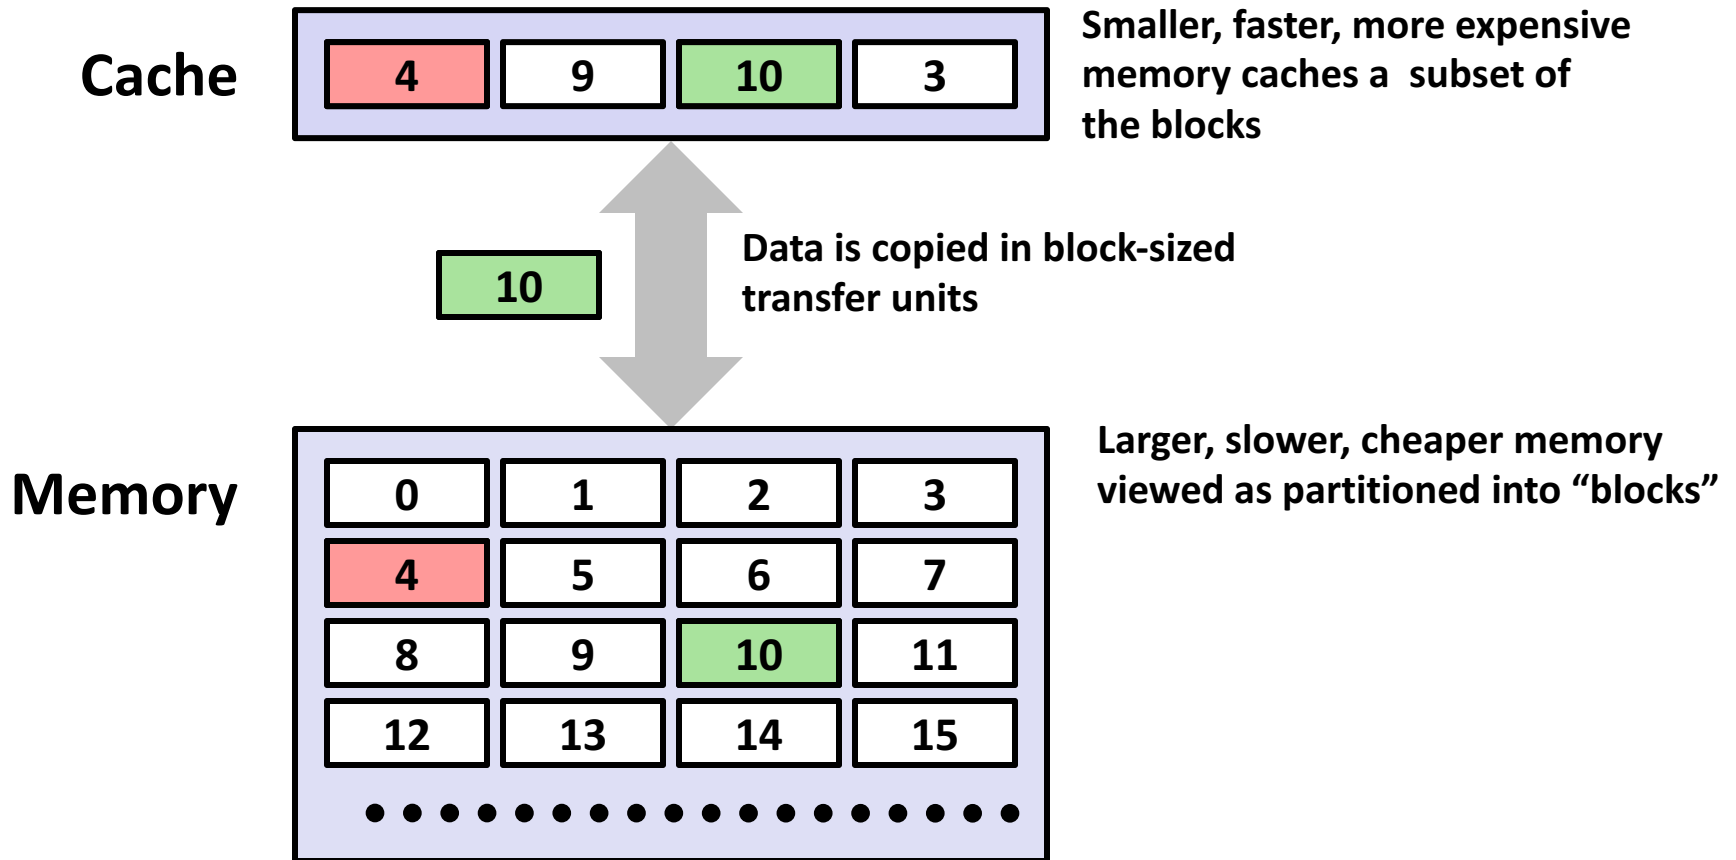 Cache
4 9 10 3
Smaller, faster, more expensive
memory caches a subset of
the blocks
10
Data is copied in block-sized
transfer units
Memory
Larger, slower, cheaper memory
viewed as partitioned into “blocks”
0 1 2 3
4 5 6 7
8 9 10 11
12 13 14 15